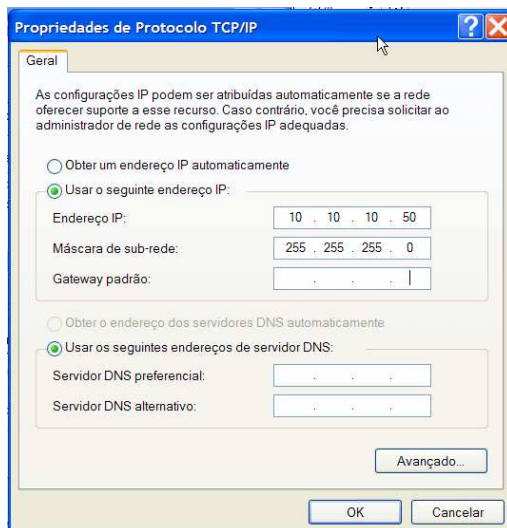 Propriedades de Protocolo TCP/IP
Geral
As configurações IP podem ser atribuídas automaticamente se a rede
oferecer suporte a esse recurso. Caso contrário, você precisa solicitar ao
administrador de rede as configurações IP adequadas.
Obter um endereço IP automaticamente
Usar o seguinte endereço IP:
Endereço IP: 10 . 10 . 10 . 50
Máscara de sub-rede: 255 . 255 . 255 . 0
Gateway padrão: . . .
Obter o endereço dos servidores DNS automaticamente
Usar os seguintes endereços de servidor DNS:
Servidor DNS preferencial: . . .
Servidor DNS alternativo: . . .
Avançado...
OK Cancelar